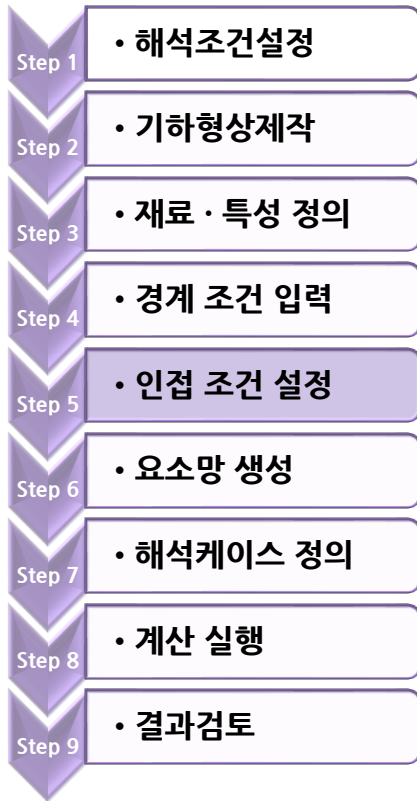 Step 1
• 해석조건설정
Step 2
• 기하형상제작
Step 3
• 재료 · 특성 정의
Step 4
• 경계 조건 입력
Step 5
• 인접 조건 설정
Step 6
• 요소망 생성
Step 7
• 해석케이스 정의
Step 8
• 계산 실행
Step 9
• 결과검토